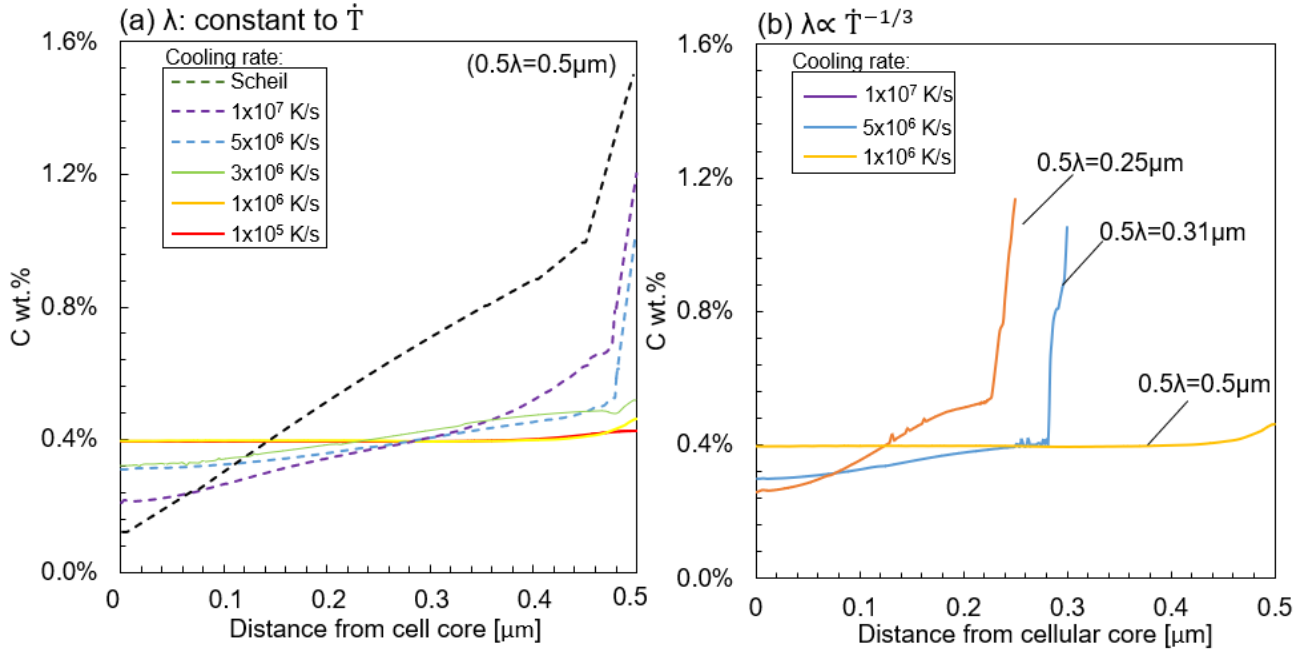 (a) λ: constant to Ṫ
1.6%
1.2%
0.8%
0.4%
0.0%
C wt.%
Cooling rate:
Scheil
1x10⁷ K/s
5x10⁶ K/s
3x10⁶ K/s
1x10⁶ K/s
1x10⁵ K/s
(0.5λ=0.5μm)
0
0.1
0.2
0.3
0.4
0.5
Distance from cell core [μm]
(b) λ∝ Ṫ⁻¹/³
1.6%
1.2%
0.8%
0.4%
0.0%
C wt.%
Cooling rate:
1x10⁷ K/s
5x10⁶ K/s
1x10⁶ K/s
0.5λ=0.25μm
0.5λ=0.31μm
0.5λ=0.5μm
0
0.1
0.2
0.3
0.4
0.5
Distance from cellular core [μm]